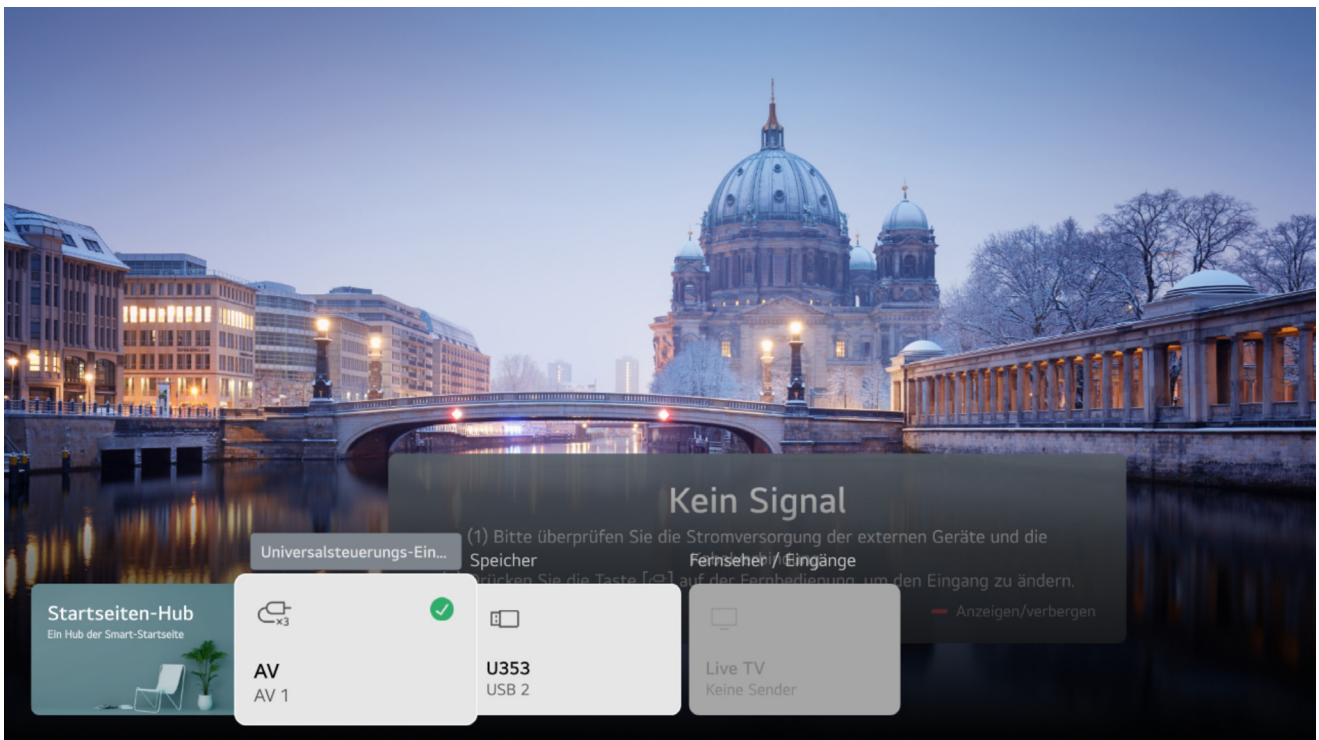 Kein Signal
(1) Bitte überprüfen Sie die Stromversorgung der externen Geräte und die
Universalsteuerungs-Ein...
Speicher
Fernseher / Eingänge
drücken Sie die Taste [ ] auf der Fernbedienung, um den Eingang zu ändern.
Startseiten-Hub
Ein Hub der Smart-Startseite
x3
AV
AV 1
U353
USB 2
Live TV
Keine Sender
Anzeigen/verbergen